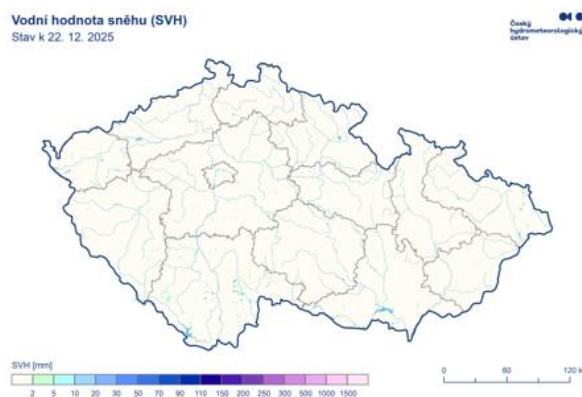 Vodní hodnota sněhu (SVH)
Stav k 22. 12. 2025
Český
hydrometeorologický
ústav
SVH [mm]
2 5 10 20 30 50 70 90 110 150 200 250 300 500 1000 1500
0 60 120 k